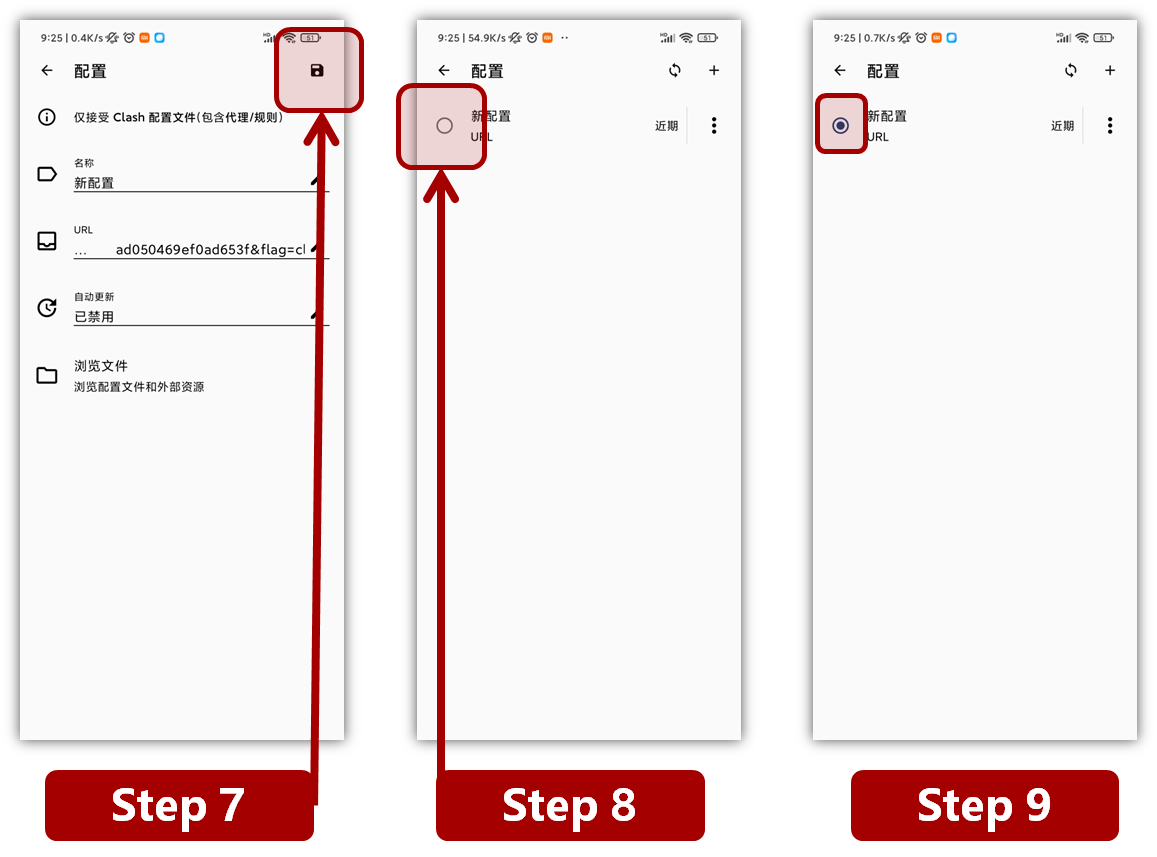 9:25 | 0.4K/s
51
配置
仅接受 Clash 配置文件(包含代理/规则)
名称
新配置
URL
... ad050469ef0ad653f&flag=cl
自动更新
已禁用
浏览文件
浏览配置文件和外部资源
Step 7
9:25 | 54.9K/s
51
配置
新配置
URL
近期
Step 8
9:25 | 0.7K/s
51
配置
新配置
URL
近期
Step 9